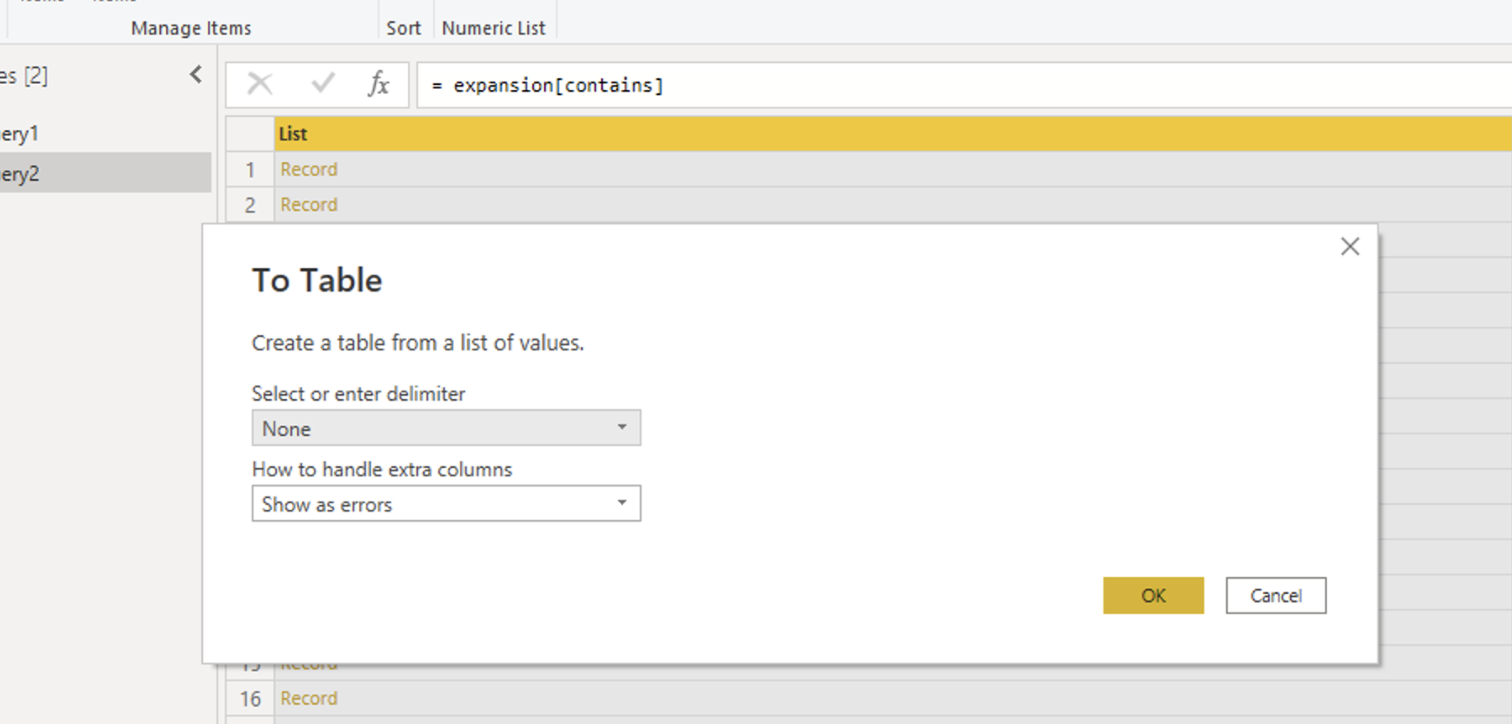 Manage Items
Sort
Numeric List
es [2]
fx
= expansion[contains]
ery1
ery2
List
1 Record
2 Record
To Table
Create a table from a list of values.
Select or enter delimiter
None
How to handle extra columns
Show as errors
OK
Cancel
15 Record
16 Record